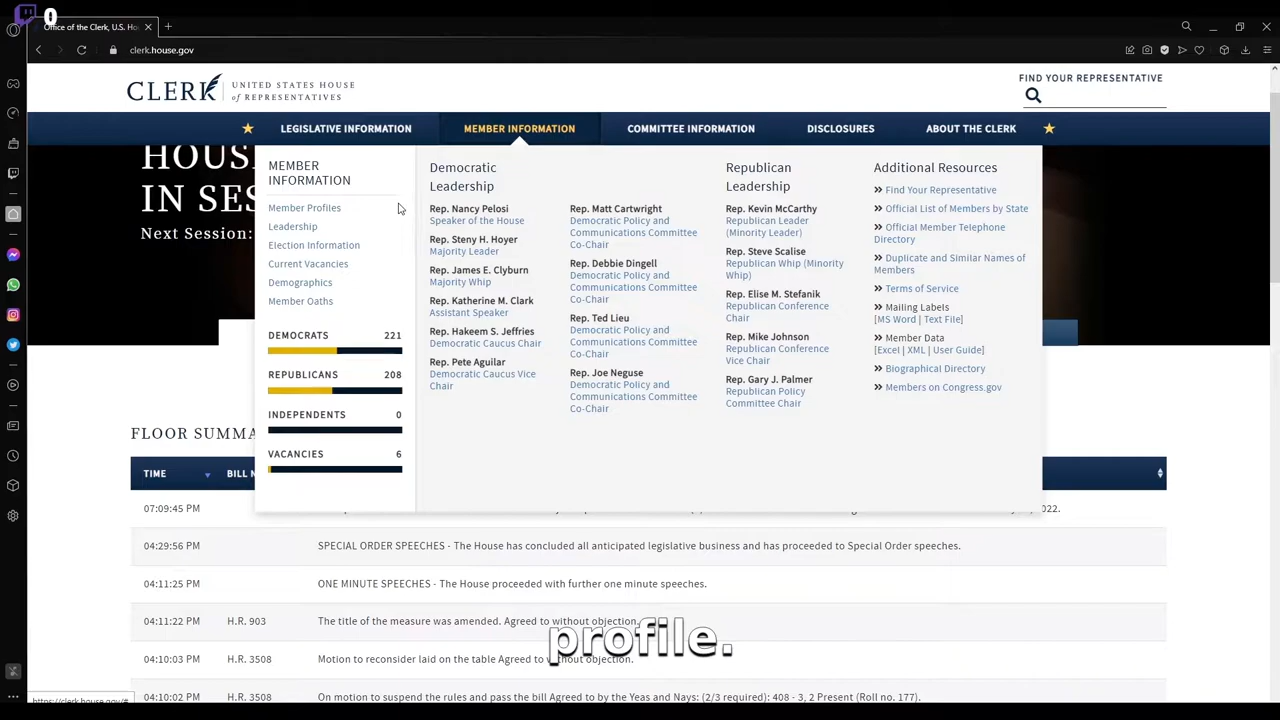 0
Office of the Clerk, U.S. Ho
clerk.house.gov
CLERK
UNITED STATES HOUSE
of REPRESENTATIVES
FIND YOUR REPRESENTATIVE
LEGISLATIVE INFORMATION
MEMBER INFORMATION
COMMITTEE INFORMATION
DISCLOSURES
ABOUT THE CLERK
HOUS
IN SES
Next Session:
MEMBER
INFORMATION
Member Profiles
Leadership
Election Information
Current Vacancies
Demographics
Member Oaths
DEMOCRATS 221
REPUBLICANS 208
INDEPENDENTS 0
VACANCIES 6
Democratic
Leadership
Rep. Nancy Pelosi
Speaker of the House
Rep. Steny H. Hoyer
Majority Leader
Rep. James E. Clyburn
Majority Whip
Rep. Katherine M. Clark
Assistant Speaker
Rep. Hakeem S. Jeffries
Democratic Caucus Chair
Rep. Pete Aguilar
Democratic Caucus Vice
Chair
Rep. Matt Cartwright
Democratic Policy and
Communications Committee
Co-Chair
Rep. Debbie Dingell
Democratic Policy and
Communications Committee
Co-Chair
Rep. Ted Lieu
Democratic Policy and
Communications Committee
Co-Chair
Rep. Joe Neguse
Democratic Policy and
Communications Committee
Co-Chair
Republican
Leadership
Rep. Kevin McCarthy
Republican Leader
(Minority Leader)
Rep. Steve Scalise
Republican Whip (Minority
Whip)
Rep. Elise M. Stefanik
Republican Conference
Chair
Rep. Mike Johnson
Republican Conference
Vice Chair
Rep. Gary J. Palmer
Republican Policy
Committee Chair
Additional Resources
Find Your Representative
Official List of Members by State
Official Member Telephone
Directory
Duplicate and Similar Names of
Members
Terms of Service
Mailing Labels
[MS Word | Text File]
Member Data
[Excel | XML | User Guide]
Biographical Directory
Members on Congress.gov
FLOOR SUMMA
TIME BILL N
07:09:45 PM 2022.
04:29:56 PM SPECIAL ORDER SPEECHES - The House has concluded all anticipated legislative business and has proceeded to Special Order speeches.
04:11:25 PM ONE MINUTE SPEECHES - The House proceeded with further one minute speeches.
04:11:22 PM H.R. 903 The title of the measure was amended. Agreed to without objection.
profile.
04:10:03 PM H.R. 3508 Motion to reconsider laid on the table Agreed to without objection.
04:10:02 PM H.R. 3508 On motion to suspend the rules and pass the bill Agreed to by the Yeas and Nays: (2/3 required): 408 - 3, 2 Present (Roll no. 177).
https://clerk.house.gov/#